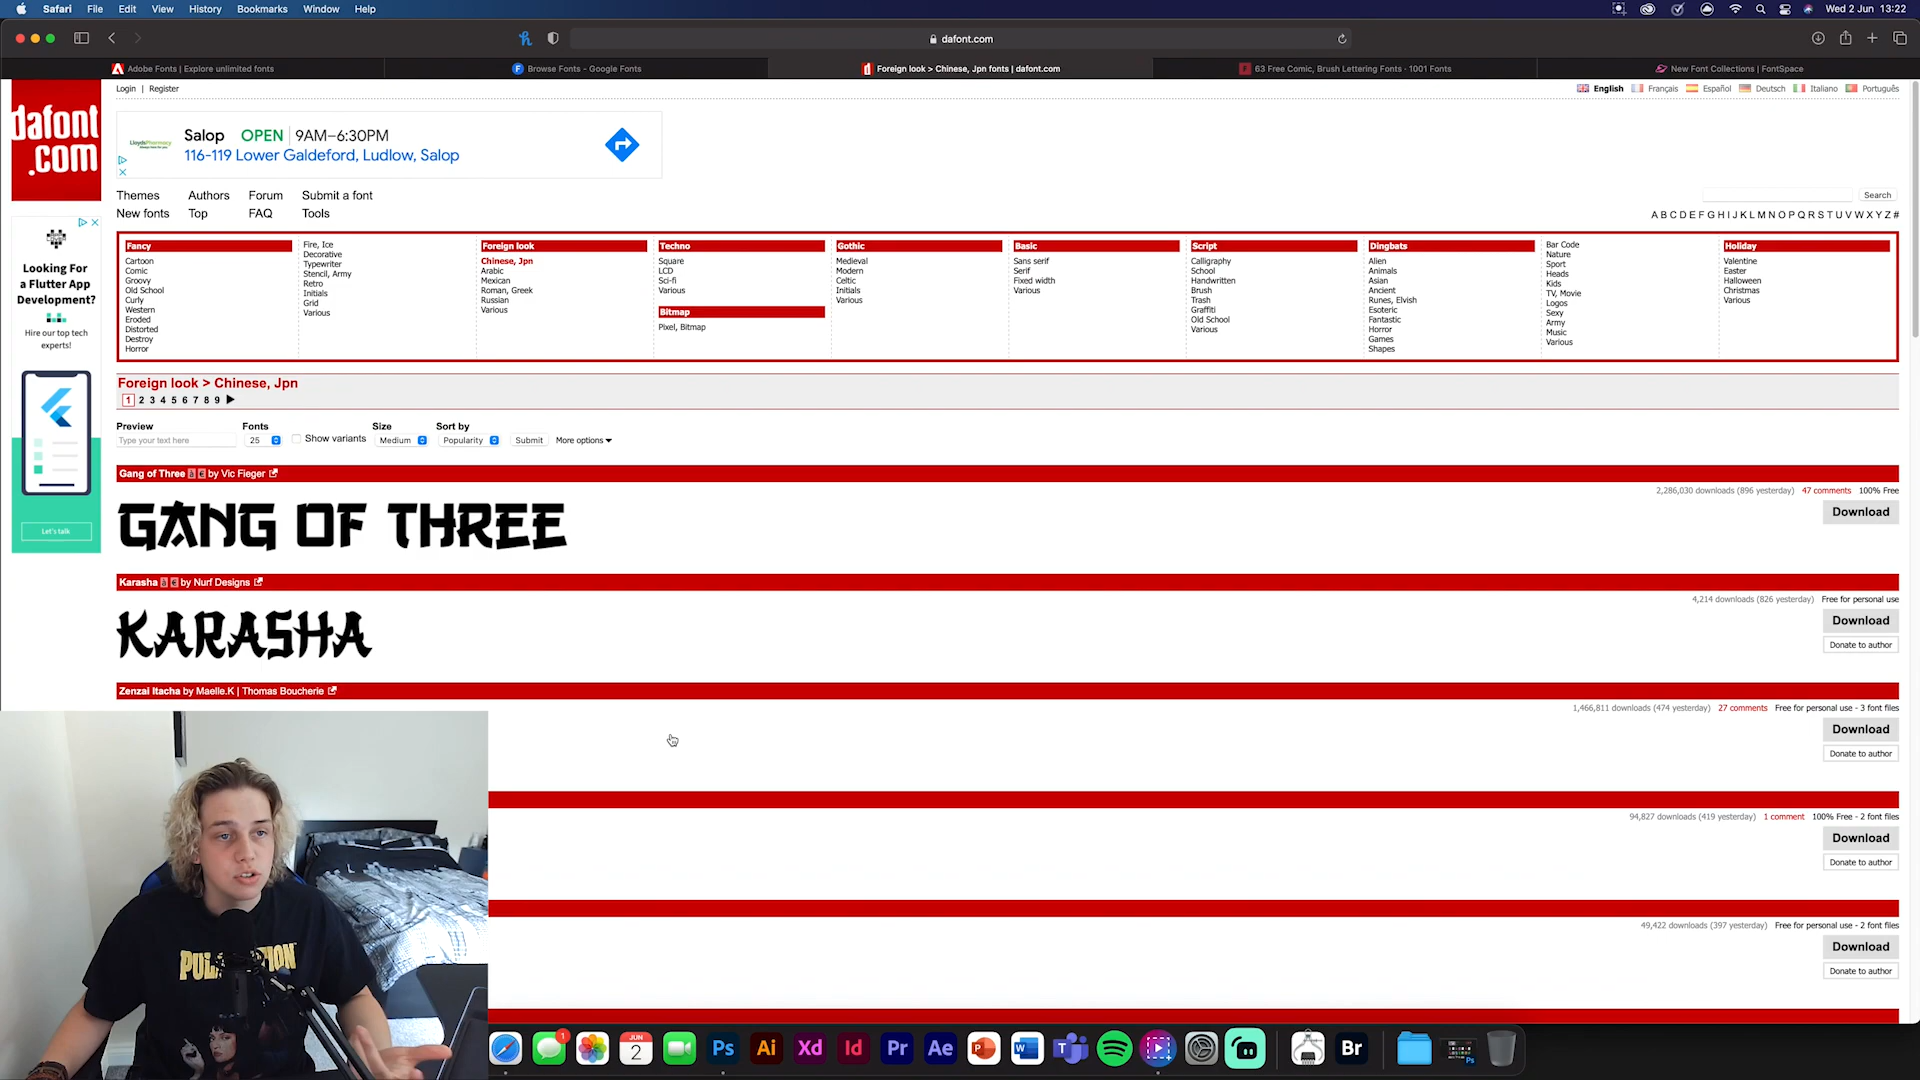 Safari File Edit View History Bookmarks Window Help
Wed 2 Jun 13:22
dafont.com
Adobe Fonts | Explore unlimited fonts
Browse Fonts - Google Fonts
Foreign look > Chinese, Jpn fonts | dafont.com
63 Free Comic, Brush Lettering Fonts · 1001 Fonts
New Font Collections | FontSpace
dafont
.com
Login | Register
English Français Español Deutsch Italiano Português
LloydsPharmacy
Salop OPEN 9AM–6:30PM
116-119 Lower Galdeford, Ludlow, Salop
Themes Authors Forum Submit a font
New fonts Top FAQ Tools
Search
A B C D E F G H I J K L M N O P Q R S T U V W X Y Z #
Fancy
Cartoon
Comic
Groovy
Old School
Curly
Western
Eroded
Distorted
Destroy
Horror
Fire, Ice
Decorative
Typewriter
Stencil, Army
Retro
Initials
Grid
Various
Foreign look
Chinese, Jpn
Arabic
Mexican
Roman, Greek
Russian
Various
Techno
Square
LCD
Sci-fi
Various
Bitmap
Pixel, Bitmap
Gothic
Medieval
Modern
Celtic
Initials
Various
Basic
Sans serif
Serif
Fixed width
Various
Script
Calligraphy
School
Handwritten
Brush
Trash
Graffiti
Old School
Various
Dingbats
Alien
Animals
Asian
Ancient
Runes, Elvish
Esoteric
Fantastic
Horror
Games
Shapes
Bar Code
Nature
Sport
Heads
Kids
TV, Movie
Logos
Sexy
Army
Music
Various
Holiday
Valentine
Easter
Halloween
Christmas
Various
Looking For
a Flutter App
Development?
Hire our top tech
experts!
Let's talk
Foreign look > Chinese, Jpn
1 2 3 4 5 6 7 8 9
Preview Fonts Size Sort by
Type your text here 25 Show variants Medium Popularity Submit More options
Gang of Three à € by Vic Fieger
2,286,030 downloads (896 yesterday) 47 comments 100% Free
GANG OF THREE
Download
Karasha à € by Nurf Designs
4,214 downloads (826 yesterday) Free for personal use
KARASHA
Download
Donate to author
Zenzai Itacha by Maelle.K | Thomas Boucherie
1,466,811 downloads (474 yesterday) 27 comments Free for personal use - 3 font files
Download
Donate to author
94,827 downloads (419 yesterday) 1 comment 100% Free - 2 font files
Download
Donate to author
49,422 downloads (397 yesterday) Free for personal use - 2 font files
Download
Donate to author
1
JUN
2
Ps Ai Xd Id Pr Ae P W T Br
Ps